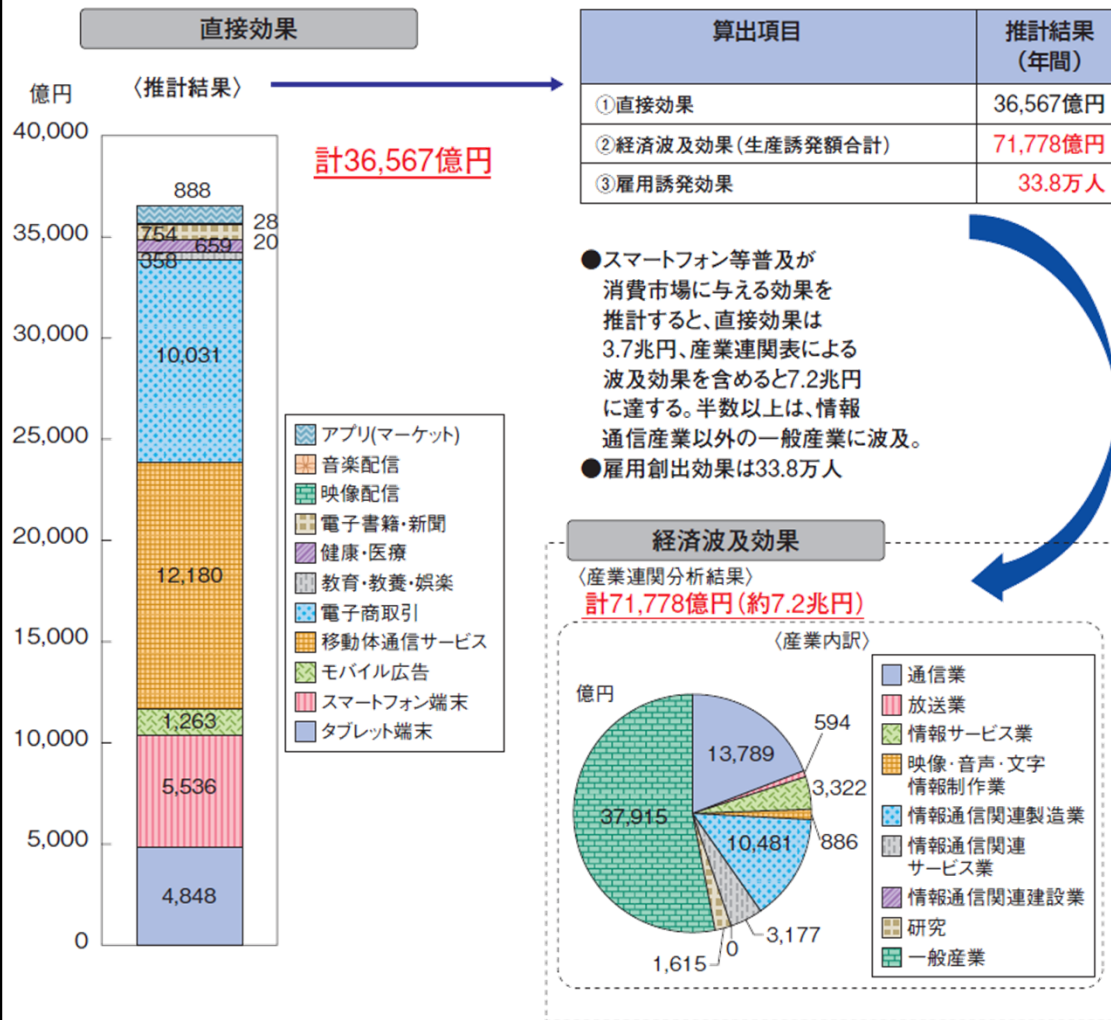 直接効果
〈推計結果〉
億円
40,000
35,000
30,000
25,000
20,000
15,000
10,000
5,000
0
計36,567億円
888
28
754
659
20
358
10,031
12,180
1,263
5,536
4,848
アプリ(マーケット)
音楽配信
映像配信
電子書籍・新聞
健康・医療
教育・教養・娯楽
電子商取引
移動体通信サービス
モバイル広告
スマートフォン端末
タブレット端末
算出項目
推計結果
(年間)
①直接効果
36,567億円
②経済波及効果(生産誘発額合計)
71,778億円
③雇用誘発効果
33.8万人
●スマートフォン等普及が
消費市場に与える効果を
推計すると、直接効果は
3.7兆円、産業連関表による
波及効果を含めると7.2兆円
に達する。半数以上は、情報
通信産業以外の一般産業に波及。
●雇用創出効果は33.8万人
経済波及効果
〈産業連関分析結果〉
計71,778億円(約7.2兆円)
〈産業内訳〉
億円
13,789
594
3,322
886
10,481
3,177
0
1,615
37,915
通信業
放送業
情報サービス業
映像・音声・文字
情報制作業
情報通信関連製造業
情報通信関連
サービス業
情報通信関連建設業
研究
一般産業